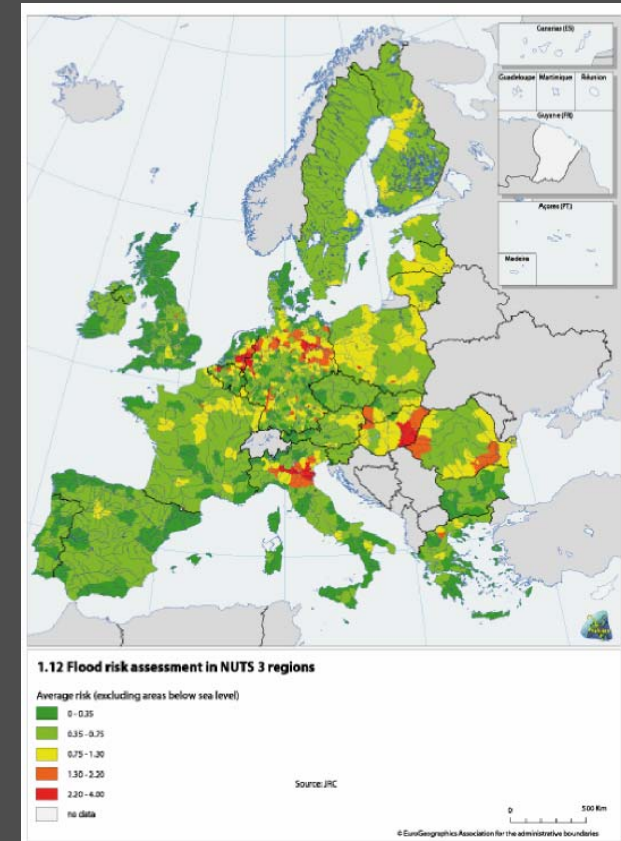 Canarias (ES)
Guadeloupe
Martinique
Réunion
Guyane (FR)
Açores (PT)
Madeira
1.12 Flood risk assessment in NUTS 3 regions
Average risk (excluding areas below sea level)
0 - 0.35
0.35 - 0.75
0.75 - 1.30
1.30 - 2.20
2.20 - 4.00
no data
Source: JRC
0 500 Km
© EuroGeographics Association for the administrative boundaries